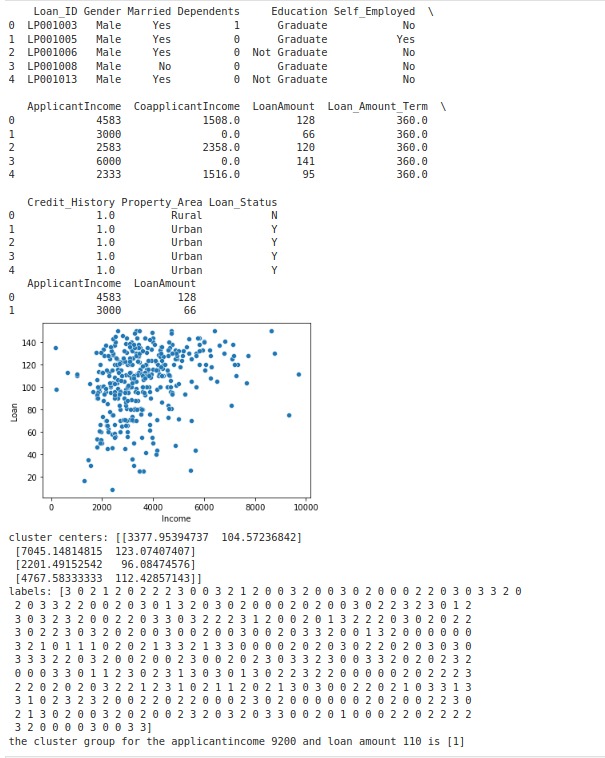 Loan_ID Gender Married Dependents Education Self_Employed \
0 LP001003 Male Yes 1 Graduate No
1 LP001005 Male Yes 0 Graduate Yes
2 LP001006 Male Yes 0 Not Graduate No
3 LP001008 Male No 0 Graduate No
4 LP001013 Male Yes 0 Not Graduate No
ApplicantIncome CoapplicantIncome LoanAmount Loan_Amount_Term \
0 4583 1508.0 128 360.0
1 3000 0.0 66 360.0
2 2583 2358.0 120 360.0
3 6000 0.0 141 360.0
4 2333 1516.0 95 360.0
Credit_History Property_Area Loan_Status
0 1.0 Rural N
1 1.0 Urban Y
2 1.0 Urban Y
3 1.0 Urban Y
4 1.0 Urban Y
ApplicantIncome LoanAmount
0 4583 128
1 3000 66
140
120
100
80
60
40
20
Loan
0 2000 4000 6000 8000 10000
Income
cluster centers: [[3377.95394737 104.57236842]
[7045.14814815 123.07407407]
[2201.49152542 96.08474576]
[4767.58333333 112.42857143]]
labels: [3 0 2 1 2 0 2 2 2 3 0 0 3 2 1 2 0 0 3 2 0 0 3 0 2 0 0 0 2 2 0 3 0 3 3 2 0
2 0 3 3 2 2 0 0 2 0 3 0 1 3 2 0 3 0 2 0 0 0 2 0 0 3 0 2 2 3 2 3 0 1 2
3 0 3 2 3 2 2 0 0 3 0 3 2 2 2 3 1 2 0 0 0 2 0 1 3 2 2 2 0 3 0 2 0 2 2
3 0 2 2 3 0 3 2 0 0 2 0 0 0 0 0 2 0 0 0 3 3 2 0 0 1 3 2 0 0 0 0 0 0
3 2 1 0 1 1 1 0 2 0 2 1 3 3 2 1 3 3 0 0 0 0 0 2 0 2 0 0 2 0 3 0 3 0
3 3 3 2 2 0 3 2 0 0 2 0 0 2 3 0 0 2 0 2 3 0 3 3 2 3 0 0 3 3 2 0 2 3 2
0 0 0 3 3 0 1 1 2 3 0 2 3 1 3 0 3 0 1 3 0 2 2 3 0 0 0 0 0 0 2 2 2 3
2 2 0 2 0 2 0 3 2 2 1 2 3 1 0 2 1 1 2 0 2 1 3 0 3 0 0 2 2 0 2 1 0 3 3 1 3
3 1 0 2 3 2 3 2 0 0 2 3 2 0 0 2 0 0 0 2 0 0 2 0 0 2 2 0 0 0 0 3 2
2 1 3 0 2 0 0 3 2 0 2 0 0 2 3 2 0 3 2 0 3 3 0 0 2 0 1 0 0 0 2 2 0 2 2 2 2
3 2 0 0 0 0 3 0 0 3 3]
the cluster group for the applicantincome 9200 and loan amount 110 is [1]